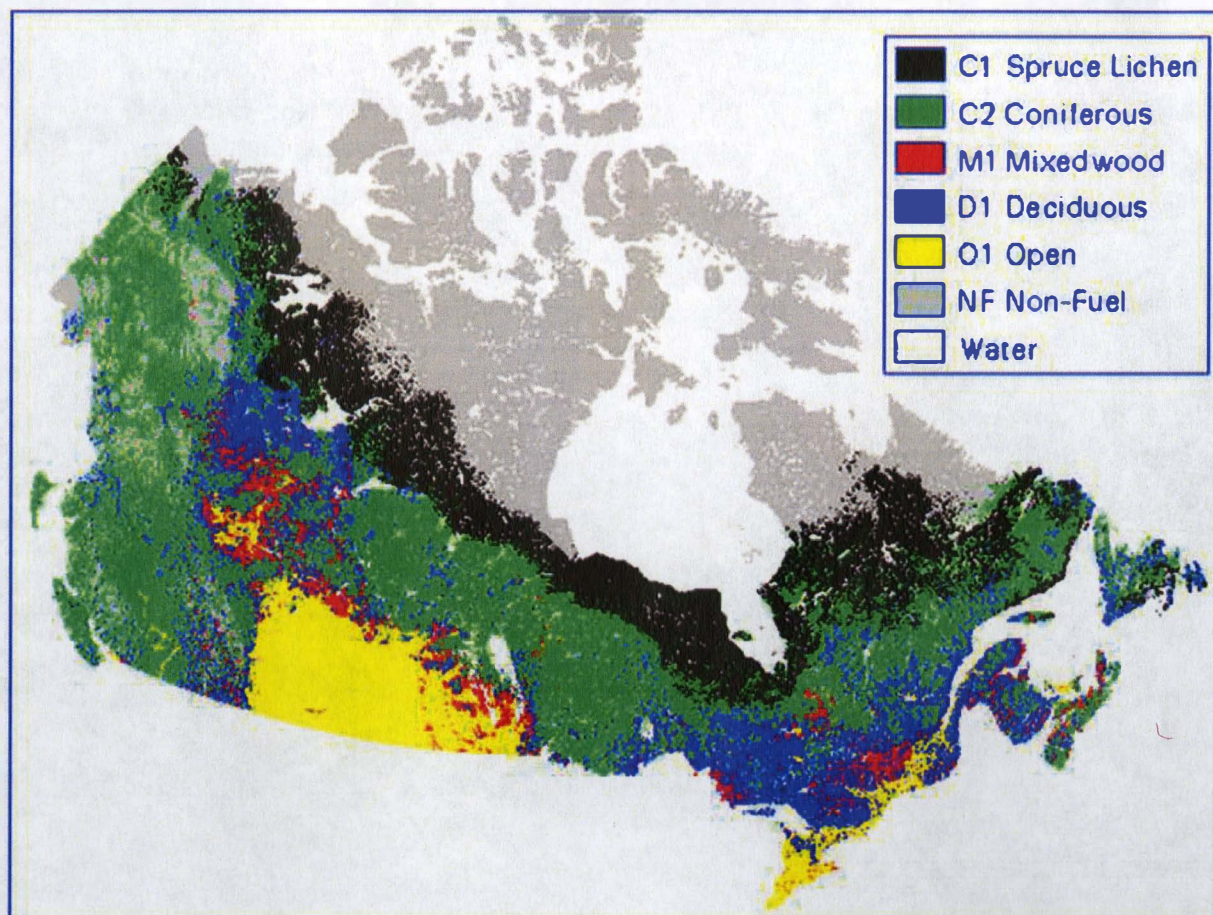 C1 Spruce Lichen
C2 Coniferous
M1 Mixedwood
D1 Deciduous
O1 Open
NF Non-Fuel
Water